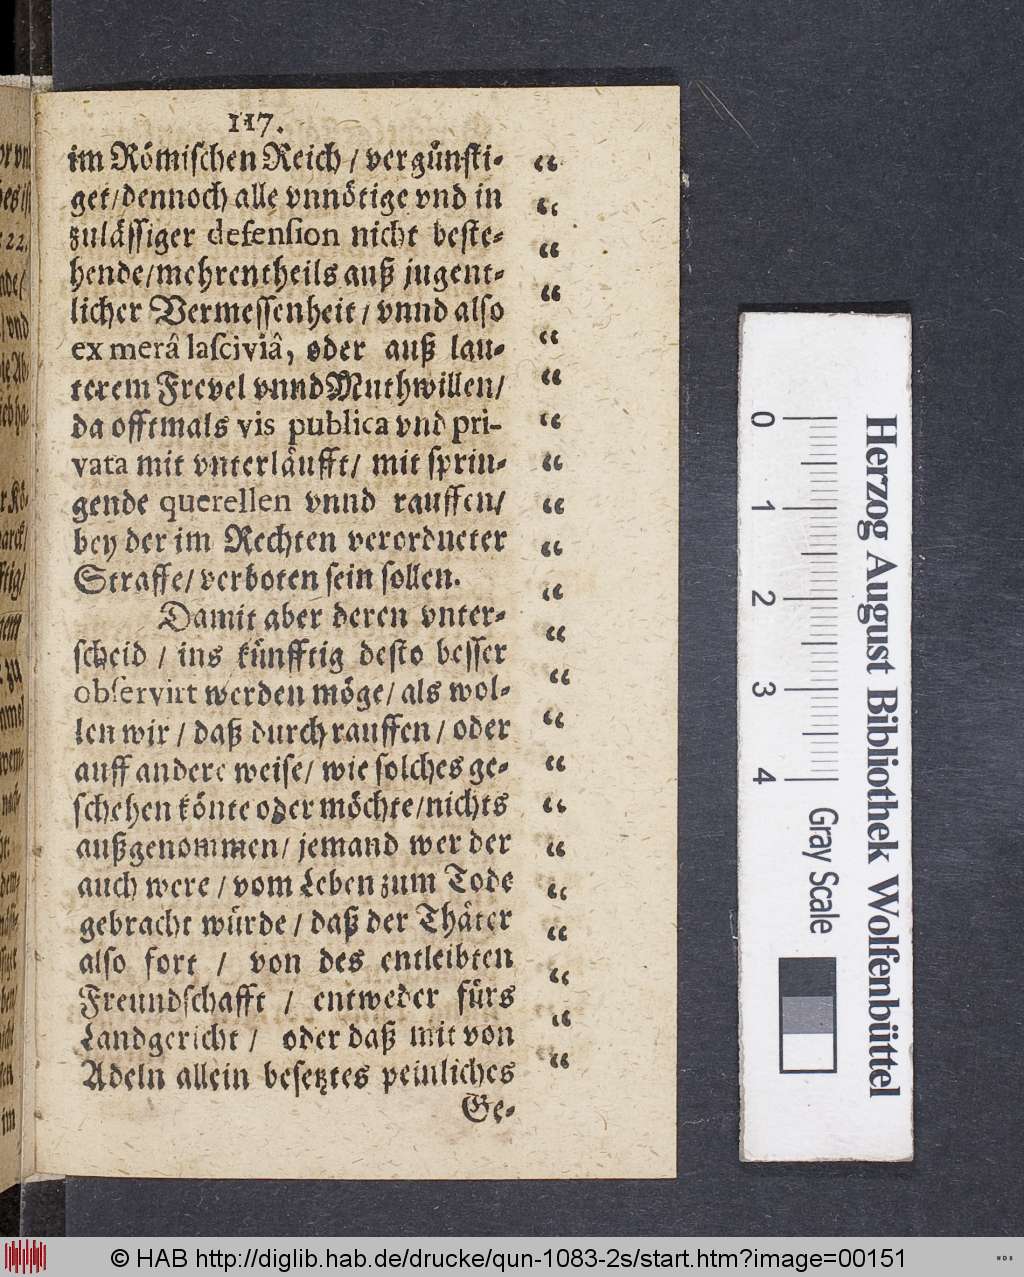 117.
im Römiſchen Reich / vergünſti- “
get/dennoch alle vnnötige vnd in “
zuläſſiger defenſion nicht beſte- “
hende/mehrentheils auß jugent- “
licher Vermeſſenheit / vnnd alſo “
ex merâ laſciviâ, oder auß lau- “
terem Frevel vnnd Muthwillen/ “
da offtmals vis publica vnd pri- “
vata mit vnterläufft/ mit ſprin- “
gende querellen vnnd rauffen/ “
bey der im Rechten verordneter “
Straffe/ verboten ſein ſollen. “
Damit aber deren vnter- “
ſcheid / ins künfftig deſto beſſer “
obſervirt werden möge/ als wol- “
len wir / daß durch rauffen / oder “
auff andere weiſe/ wie ſolches ge- “
ſchehen könte oder möchte/nichts “
außgenommen/ jemand wer der “
auch were / vom Leben zum Tode “
gebracht würde / daß der Thäter “
alſo fort / von des entleibten “
Freundſchafft / entweder fürs “
Landgericht / oder daß mit von “
Adeln allein beſetztes peinliches “
Ge-
0 1 2 3 4
Gray Scale
Herzog August Bibliothek Wolfenbüttel
© HAB http://diglib.hab.de/drucke/qun-1083-2s/start.htm?image=00151